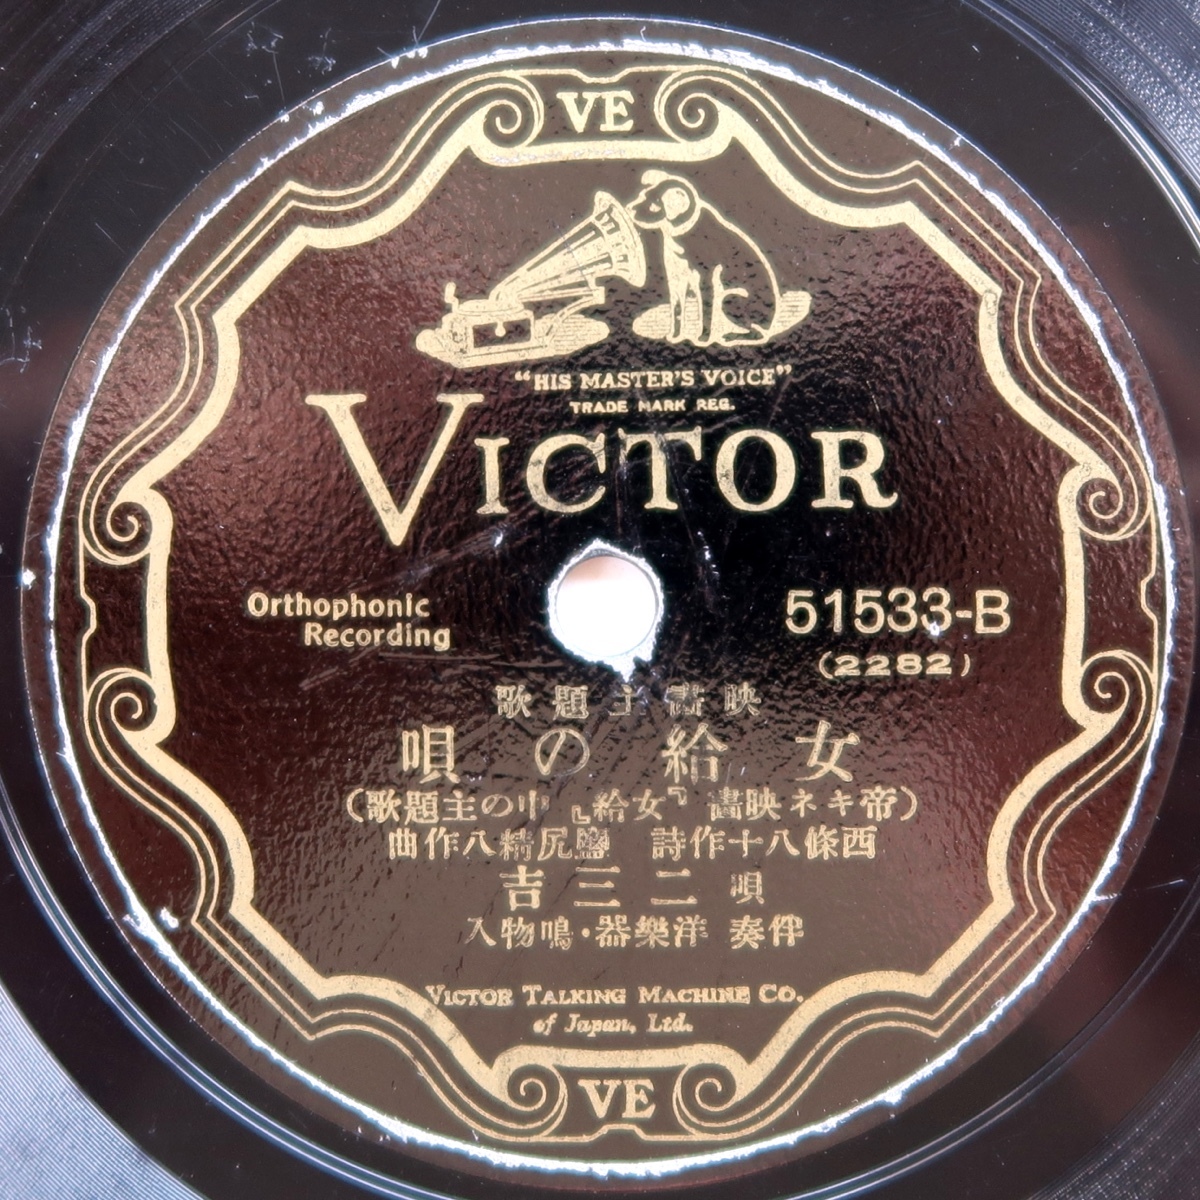 VE
"HIS MASTER'S VOICE"
TRADE MARK REG.
VICTOR
Orthophonic
Recording
51533-B
(2282)
映畫主題歌
女給の唄
(帝キネ映畫『女給』中の主題歌)
西條八十作詩 鹽尻精八作曲
唄 二三吉
伴奏 洋樂器・鳴物入
VICTOR TALKING MACHINE CO.
of Japan, Ltd.
VE